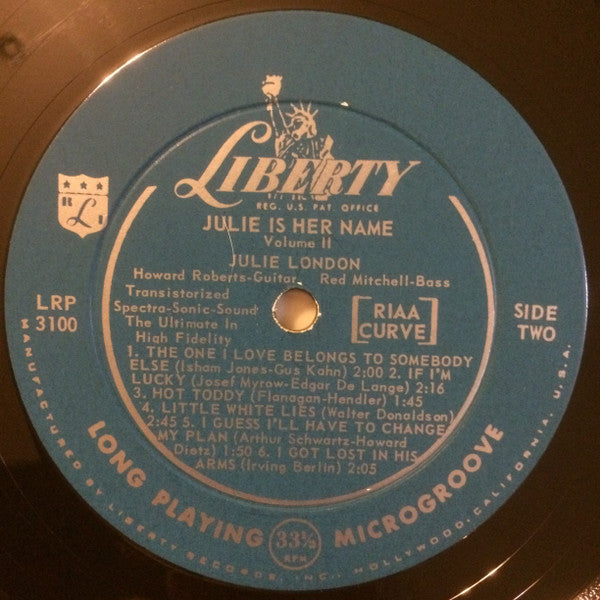 LIBERTY
REG. U.S. PAT. OFFICE
JULIE IS HER NAME
Volume II
JULIE LONDON
Howard Roberts-Guitar Red Mitchell-Bass
Transistorized
Spectra-Sonic-Sound
The Ultimate In
High Fidelity
R L I
LRP
3100
[RIAA
CURVE]
SIDE
TWO
1. THE ONE I LOVE BELONGS TO SOMEBODY
ELSE (Isham Jones-Gus Kahn) 2:00 2. IF I'M
LUCKY (Josef Myrow-Edgar De Lange) 2:16
3. HOT TODDY (Flanagan-Hendler) 1:45
4. LITTLE WHITE LIES (Walter Donaldson)
2:45 5. I GUESS I'LL HAVE TO CHANGE
MY PLAN (Arthur Schwartz-Howard
Dietz) 1:50 6. I GOT LOST IN HIS
ARMS (Irving Berlin) 2:05
LONG PLAYING 33⅓ RPM MICROGROOVE
MANUFACTURED BY LIBERTY RECORDS, INC., HOLLYWOOD, CALIFORNIA, U.S.A.